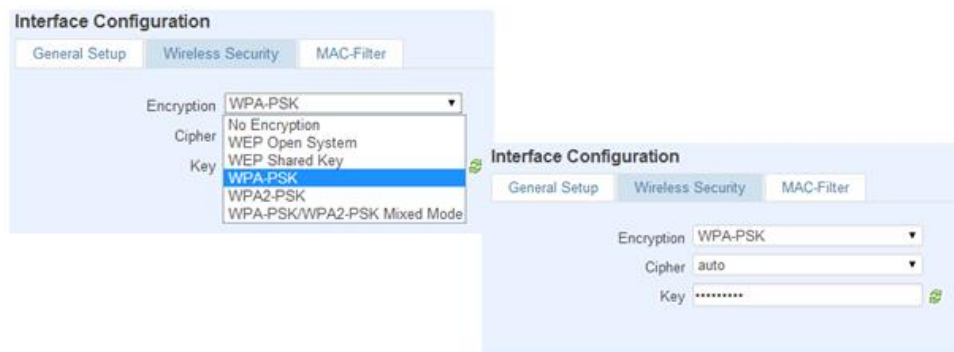 Interface Configuration
General Setup Wireless Security MAC-Filter
Encryption WPA-PSK
No Encryption
Cipher WEP Open System
Key WEP Shared Key
WPA-PSK
WPA2-PSK
WPA-PSK/WPA2-PSK Mixed Mode
Interface Configuration
General Setup Wireless Security MAC-Filter
Encryption WPA-PSK
Cipher auto
Key •••••••••